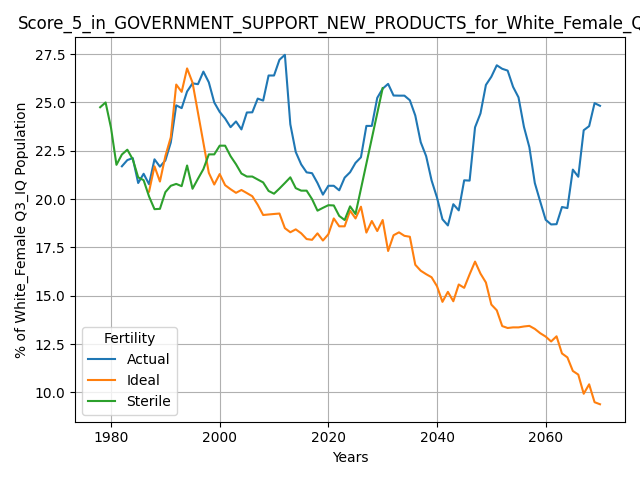 Score_5_in_GOVERNMENT_SUPPORT_NEW_PRODUCTS_for_White_Female_Q
27.5
25.0
22.5
20.0
17.5
15.0
12.5
10.0
% of White_Female Q3_IQ Population
Fertility
Actual
Ideal
Sterile
1980
2000
2020
2040
2060
Years